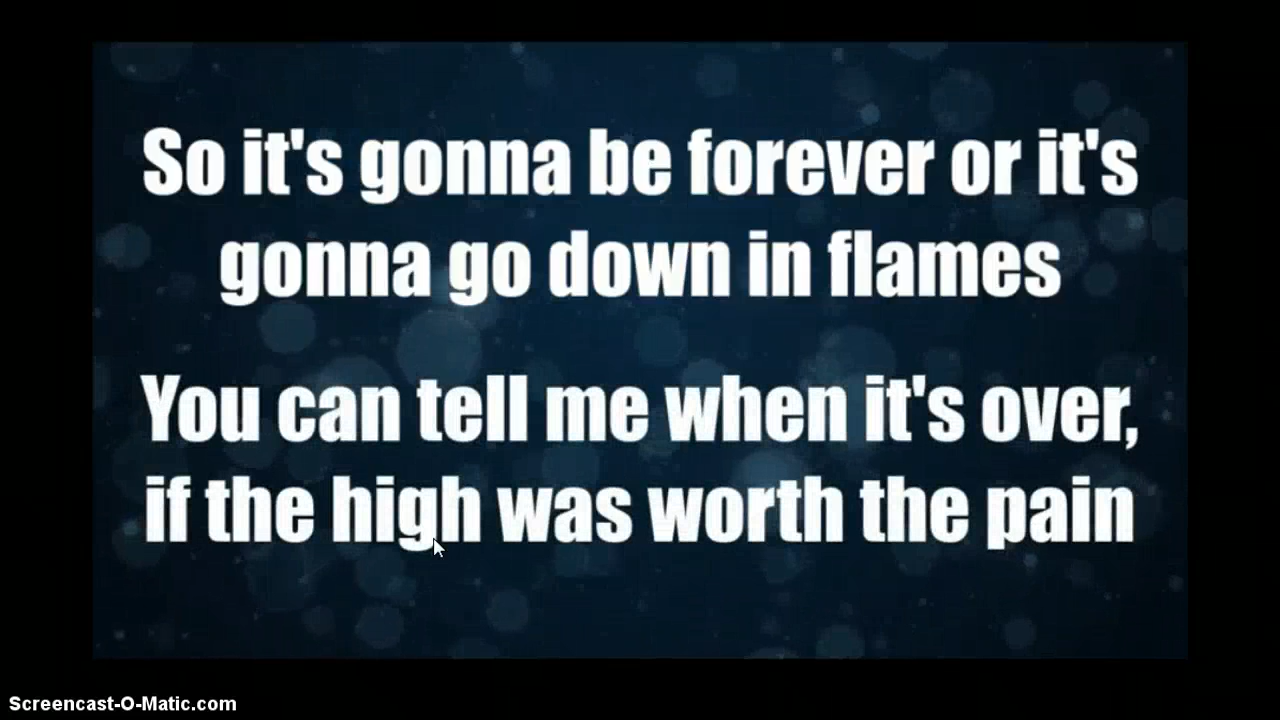 So it's gonna be forever or it's
gonna go down in flames
You can tell me when it's over,
if the high was worth the pain
Screencast-O-Matic.com